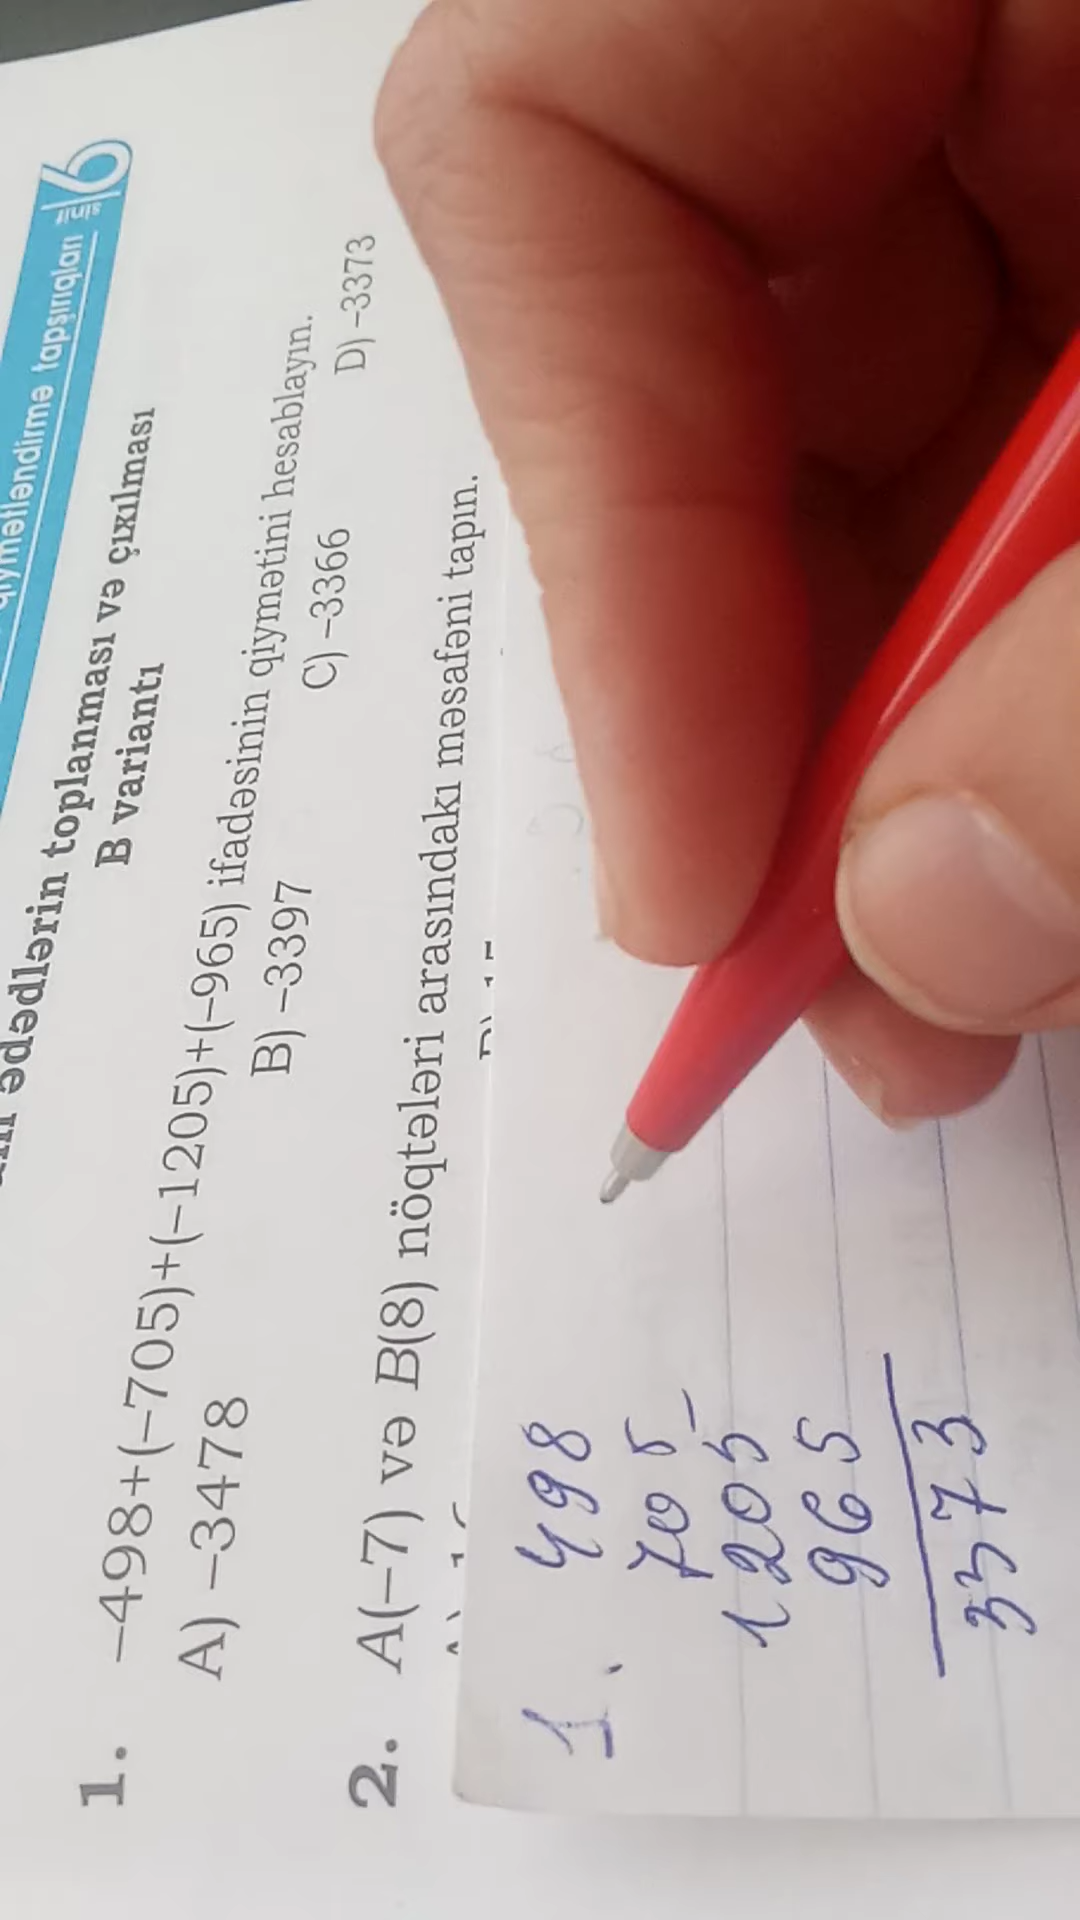 qiymətləndirmə tapşırıqları 6
ədədlərin toplanması və çıxılması
B variantı
1. −498+(−705)+(−1205)+(−965) ifadəsinin qiymətini hesablayın.
A) −3478 B) −3397 C) −3366 D) −3373
2. A(−7) və B(8) nöqtələri arasındakı məsafəni tapın.
1. 498
705
1205
965
3373